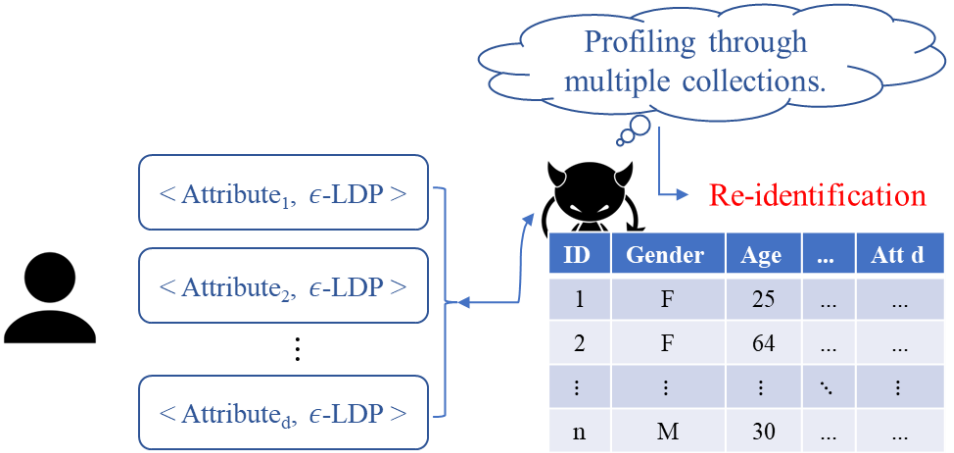 Profiling through
multiple collections.
Re-identification
< Attribute₁, ϵ-LDP >
< Attribute₂, ϵ-LDP >
⋮
< Attribute_d, ϵ-LDP >
ID Gender Age ... Att d
1 F 25 ... ...
2 F 64 ... ...
⋮ ⋮ ⋮ ⋱ ⋮
n M 30 ... ...